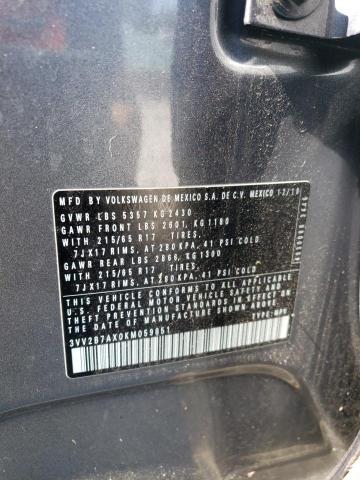 MFD BY VOLKSWAGEN DE MEXICO S.A. DE C.V. MEXICO 12/18
GVWR LBS 5357 KG 2430
GAWR FRONT LBS 2601, KG 1180
WITH 215/65 R17 TIRES,
7JX17 RIMS, AT 280 KPA, 41 PSI COLD
GAWR REAR LBS 2866, KG 1300
WITH 215/65 R17 TIRES,
7JX17 RIMS, AT 280 KPA, 41 PSI COLD
THIS VEHICLE CONFORMS TO ALL APPLICABLE
U.S. FEDERAL MOTOR VEHICLE SAFETY AND
THEFT PREVENTION STANDARDS IN EFFECT
ON THE DATE OF MANUFACTURE SHOWN ABOVE.
3VV2B7AX0KM059851 TYPE: